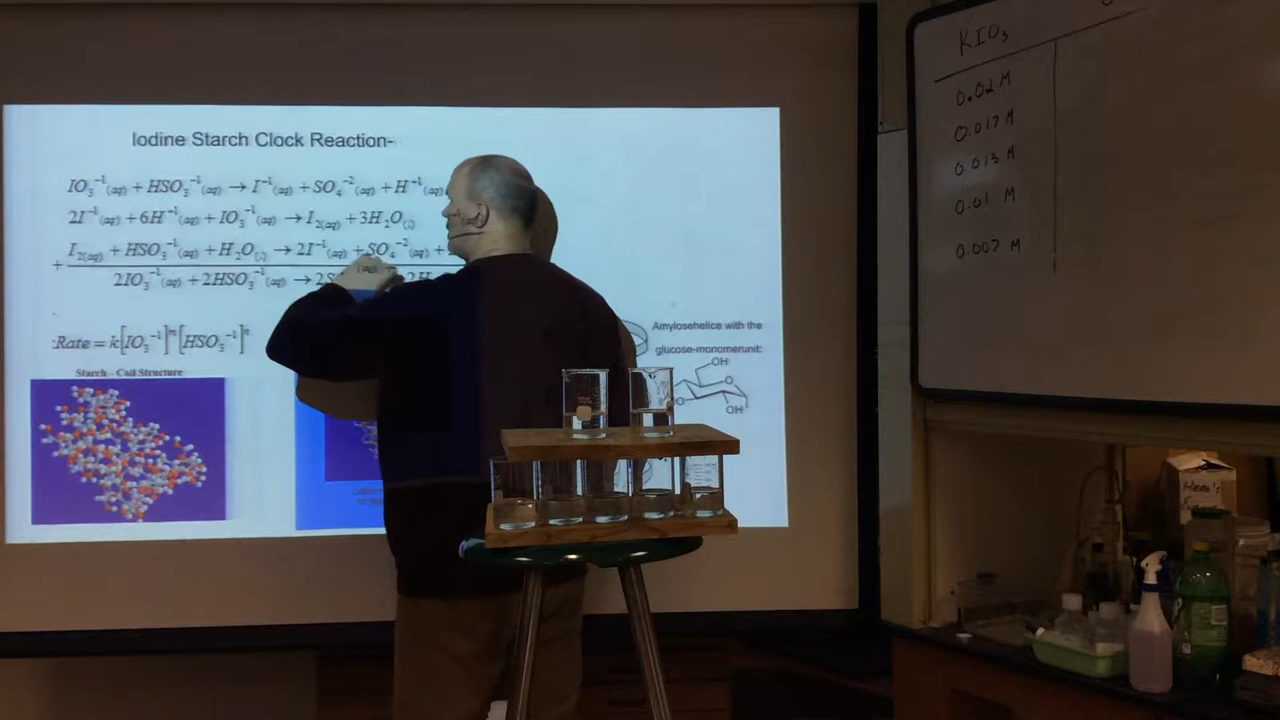 Iodine Starch Clock Reaction-
IO₃⁻¹(aq) + HSO₃⁻¹(aq) → I⁻¹(aq) + SO₄⁻²(aq) + H⁺¹(aq)
2I⁻¹(aq) + 6H⁺¹(aq) + IO₃⁻¹(aq) → I₂(aq) + 3H₂O(l)
I₂(aq) + HSO₃⁻¹(aq) + H₂O(l) → 2I⁻¹(aq) + SO₄⁻²(aq) +
+
2IO₃⁻¹(aq) + 2HSO₃⁻¹(aq) → 2S 2H
:Rate = k[IO₃⁻¹]ᵐ[HSO₃⁻¹]ⁿ
Starch – Coil Structure
Amylosehelice with the
glucose-monomerunit:
OH
O
OH
KIO₃
0.02 M
0.017 M
0.013 M
0.01 M
0.007 M